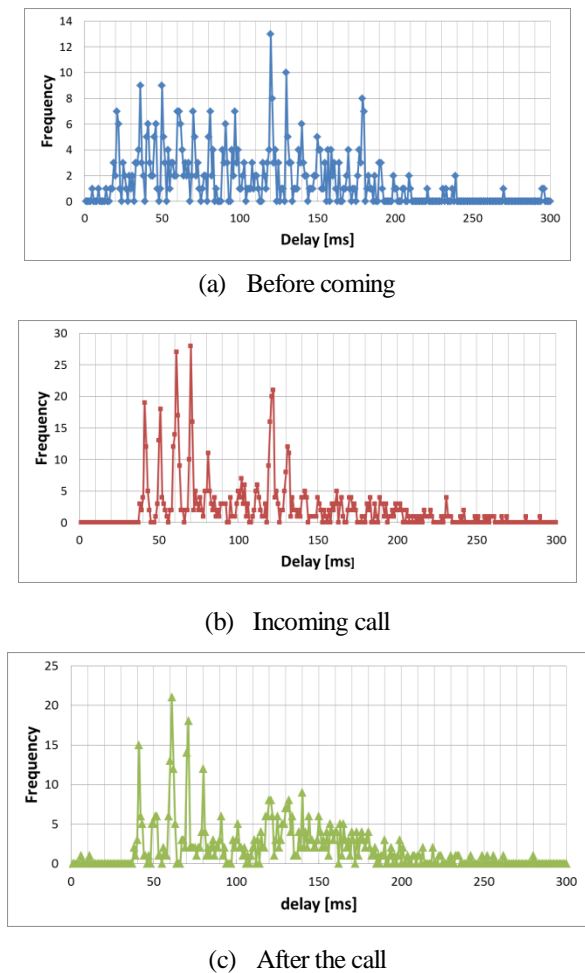 14
12
10
8
6
4
2
0
Frequency
0 50 100 150 200 250 300
Delay [ms]
(a) Before coming
30
25
20
15
10
5
0
Frequency
0 50 100 150 200 250 300
Delay [ms]
(b) Incoming call
25
20
15
10
5
0
Frequency
0 50 100 150 200 250 300
delay [ms]
(c) After the call